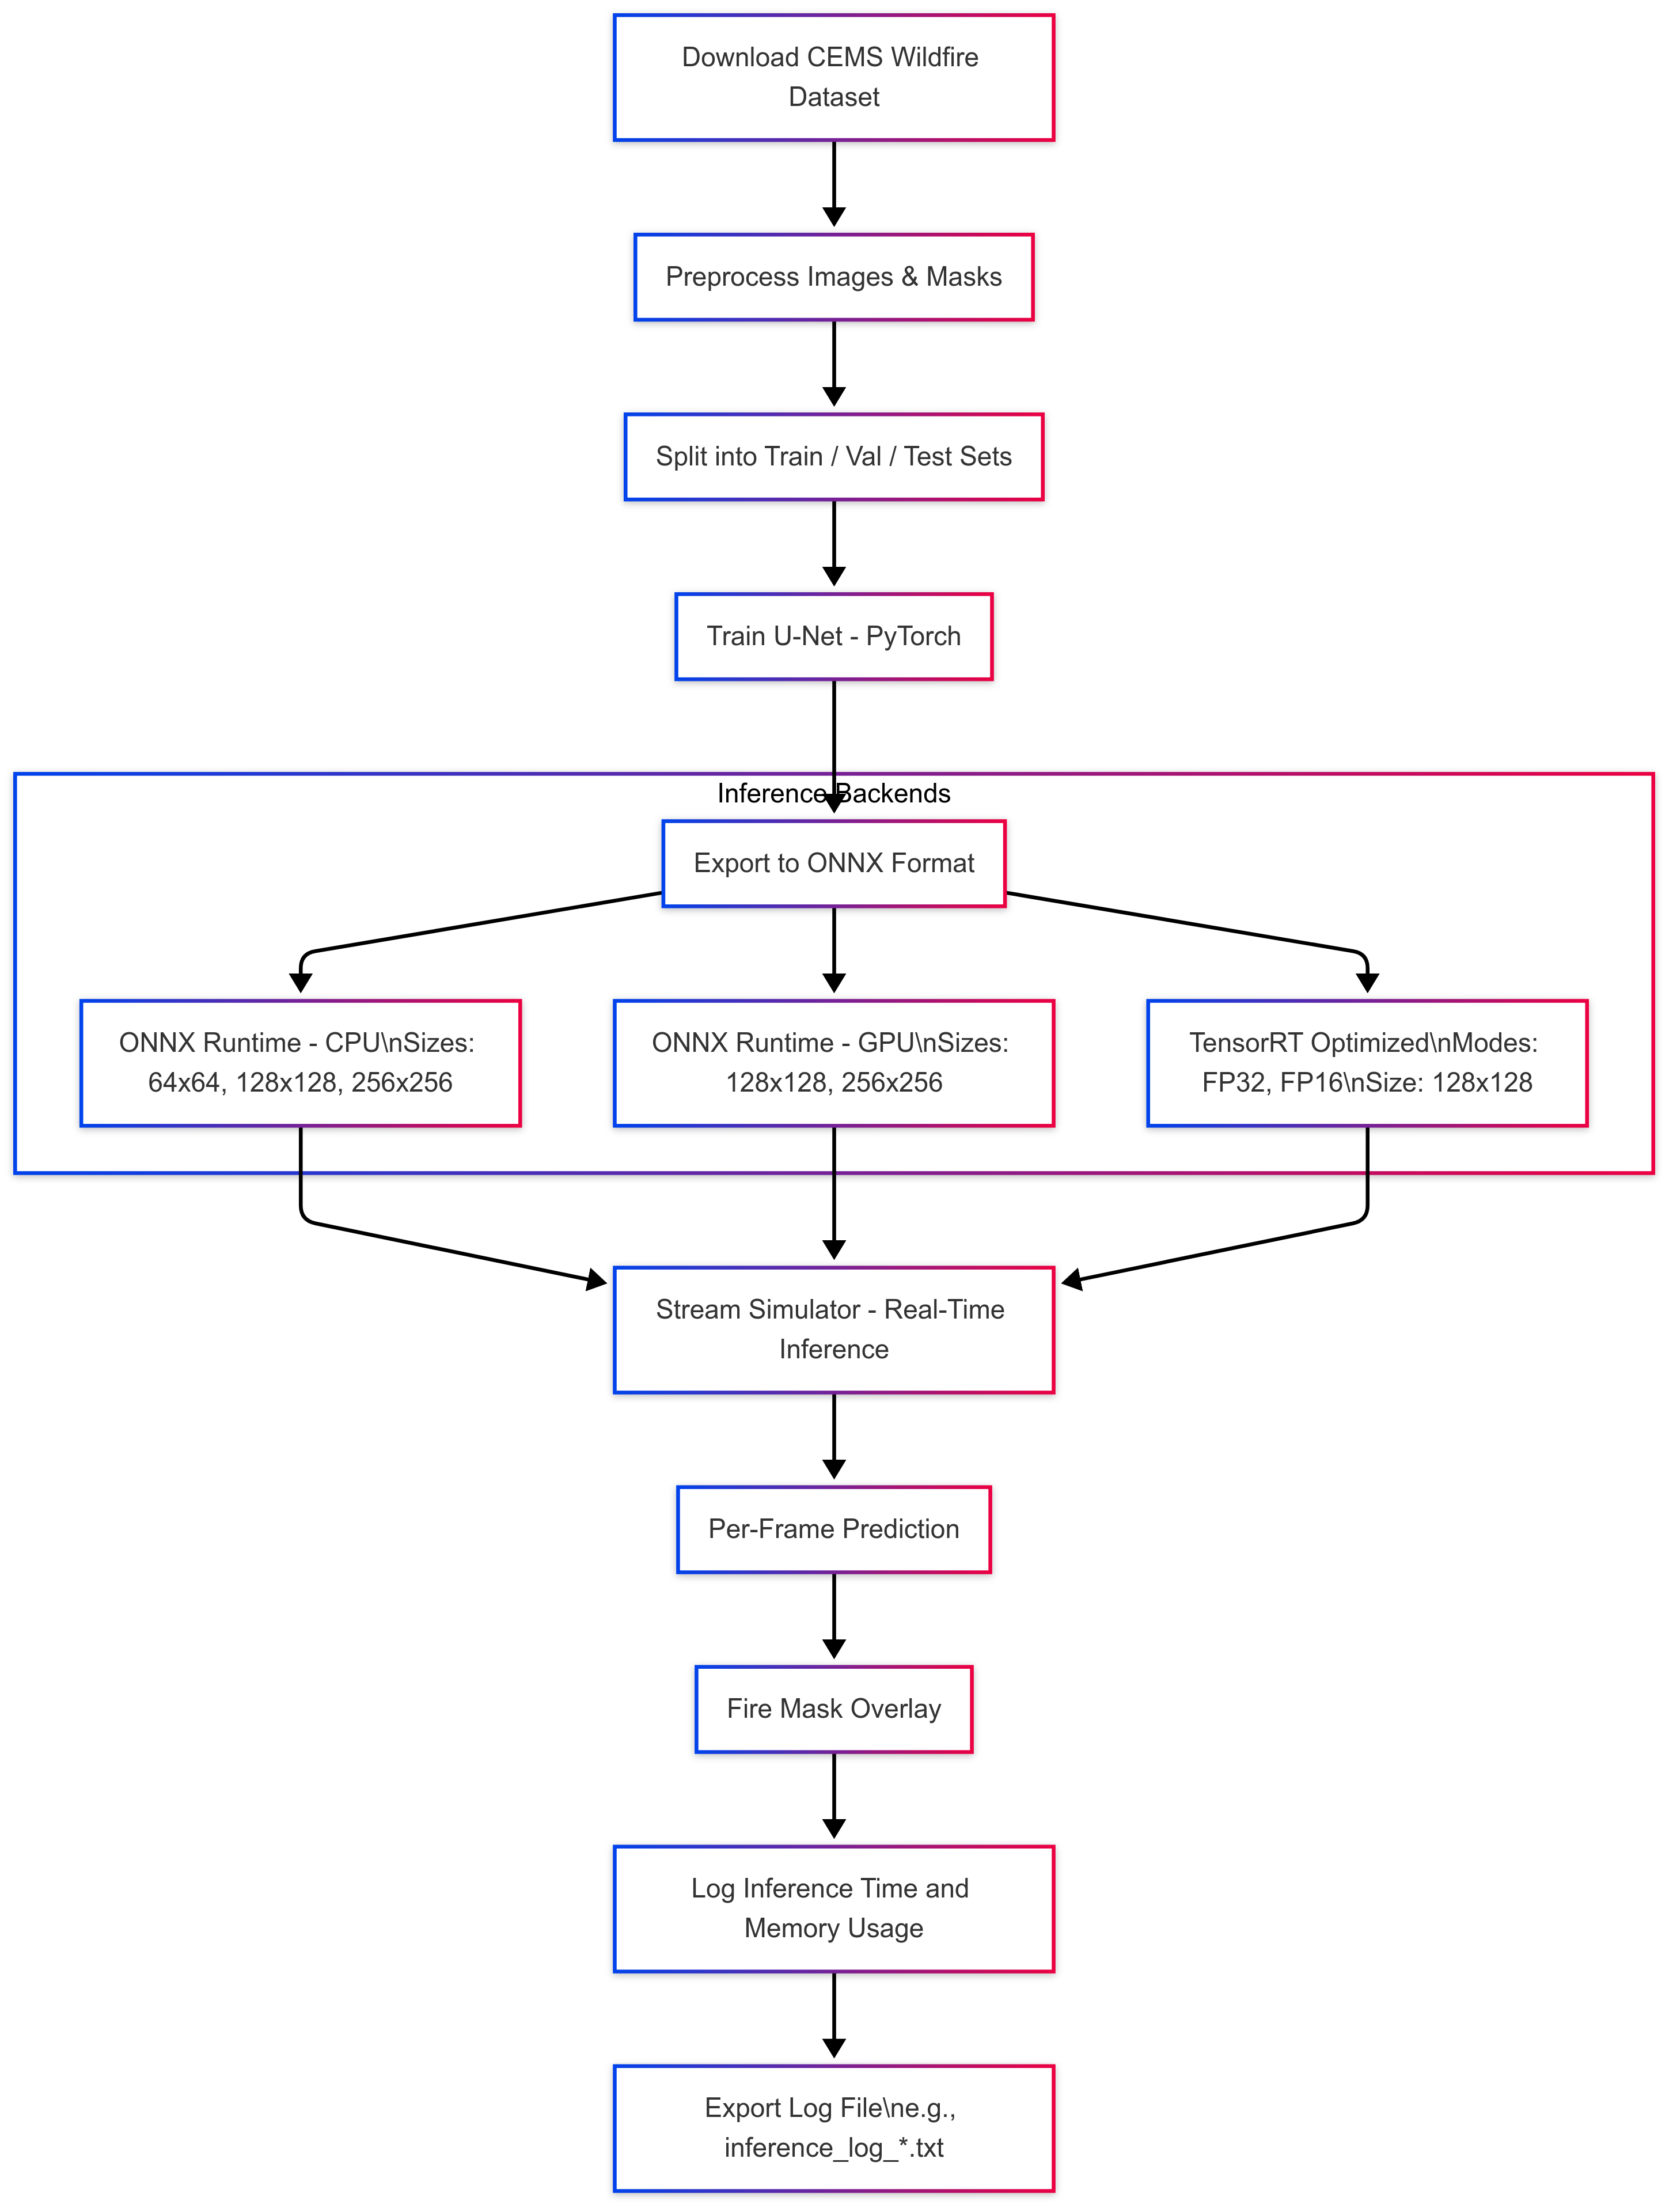 Download CEMS Wildfire
Dataset
Preprocess Images & Masks
Split into Train / Val / Test Sets
Train U-Net - PyTorch
Inference Backends
Export to ONNX Format
ONNX Runtime - CPU\nSizes:
64x64, 128x128, 256x256
ONNX Runtime - GPU\nSizes:
128x128, 256x256
TensorRT Optimized\nModes:
FP32, FP16\nSize: 128x128
Stream Simulator - Real-Time
Inference
Per-Frame Prediction
Fire Mask Overlay
Log Inference Time and
Memory Usage
Export Log File\ne.g.,
inference_log_*.txt